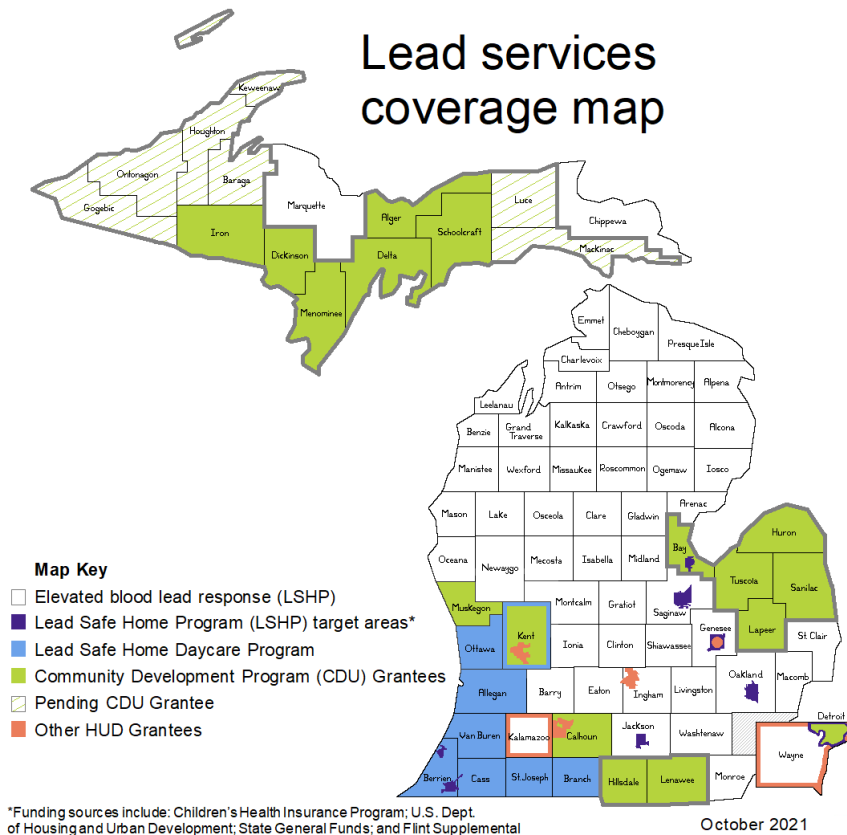 Lead services
coverage map
Keweenaw
Houghton
Ontonagon
Baraga
Gogebic
Marquette
Luce
Alger
Chippewa
Iron
Schoolcraft
Mackinac
Dickinson
Delta
Menominee
Emmet
Cheboygan
Presque Isle
Charlevoix
Antrim
Otsego
Montmorency
Alpena
Leelanau
Benzie
Grand
Traverse
Kalkaska
Crawford
Oscoda
Alcona
Manistee
Wexford
Missaukee
Roscommon
Ogemaw
Iosco
Arenac
Mason
Lake
Osceola
Clare
Gladwin
Huron
Bay
Oceana
Newaygo
Mecosta
Isabella
Midland
Tuscola
Sanilac
Muskegon
Montcalm
Gratiot
Saginaw
Kent
Genesee
Lapeer
St. Clair
Ottawa
Ionia
Clinton
Shiawassee
Oakland
Macomb
Allegan
Barry
Eaton
Ingham
Livingston
Detroit
Van Buren
Kalamazoo
Calhoun
Jackson
Washtenaw
Wayne
Berrien
Cass
St. Joseph
Branch
Hillsdale
Lenawee
Monroe
Map Key
Elevated blood lead response (LSHP)
Lead Safe Home Program (LSHP) target areas*
Lead Safe Home Daycare Program
Community Development Program (CDU) Grantees
Pending CDU Grantee
Other HUD Grantees
*Funding sources include: Children's Health Insurance Program; U.S. Dept.
of Housing and Urban Development; State General Funds; and Flint Supplemental
October 2021